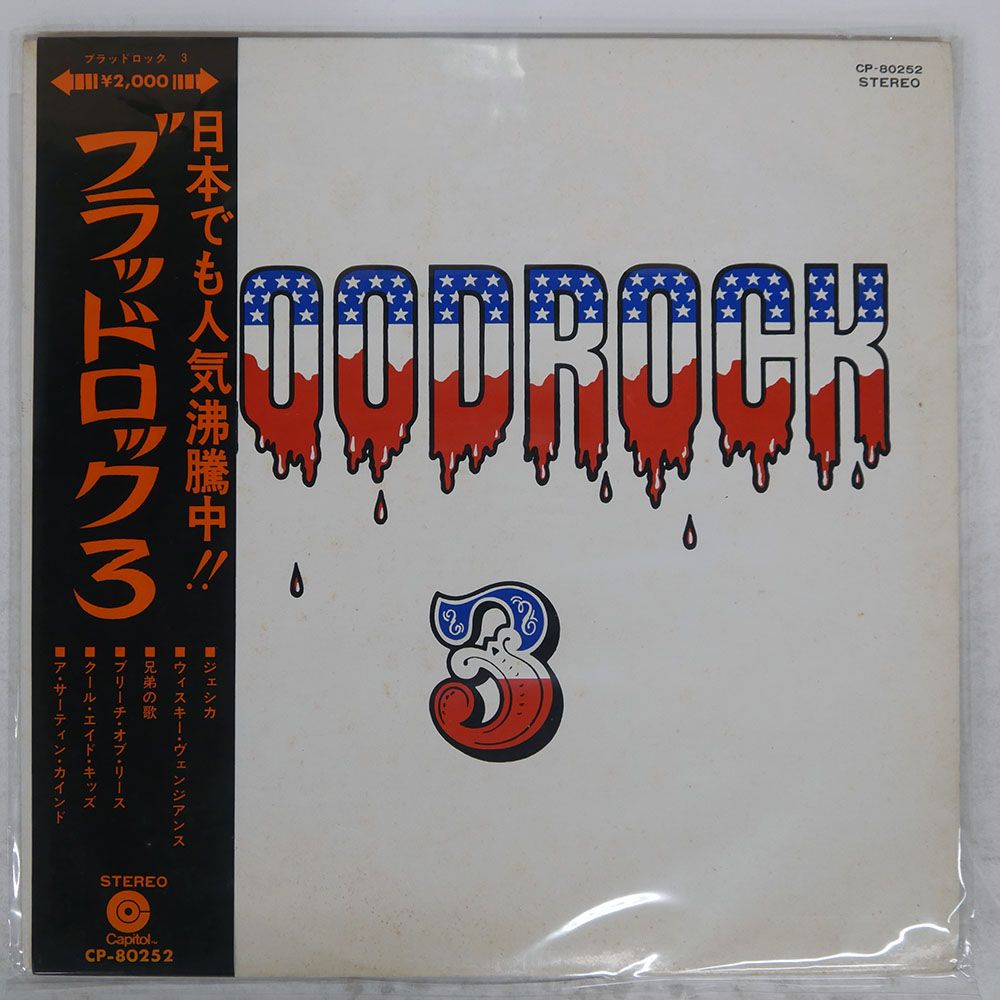 ブラッドロック 3
¥2,000
日本でも人気沸騰中!!
ブラッドロック3
■ジェシカ
■ウィスキー・ヴェンジアンス
■兄弟の歌
■ブリーチ・オブ・リース
■クール・エイド・キッズ
■ア・サーティン・カインド
STEREO
Capitol
CP-80252
CP-80252
STEREO
OODROCK
3